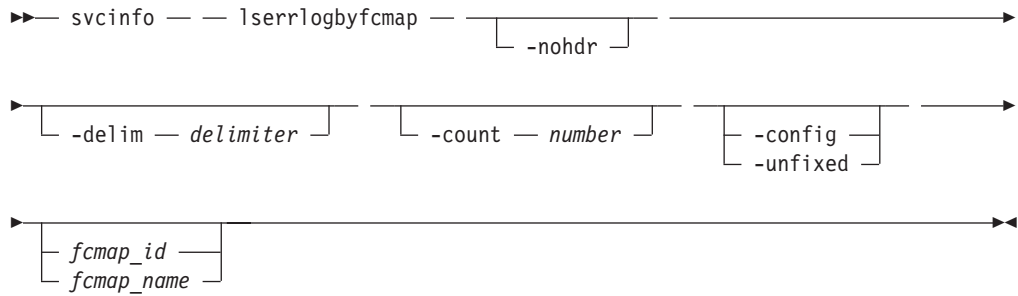 svcinfo lserrlogbyfcmap
-nohdr
-delim delimiter -count number -config
-unfixed
fcmap_id
fcmap_name